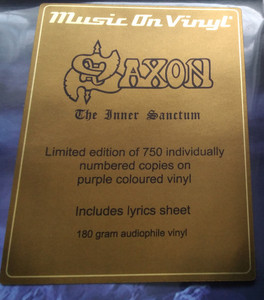 Music On Vinyl
SAXON
The Inner Sanctum
Limited edition of 750 individually
numbered copies on
purple coloured vinyl
Includes lyrics sheet
180 gram audiophile vinyl